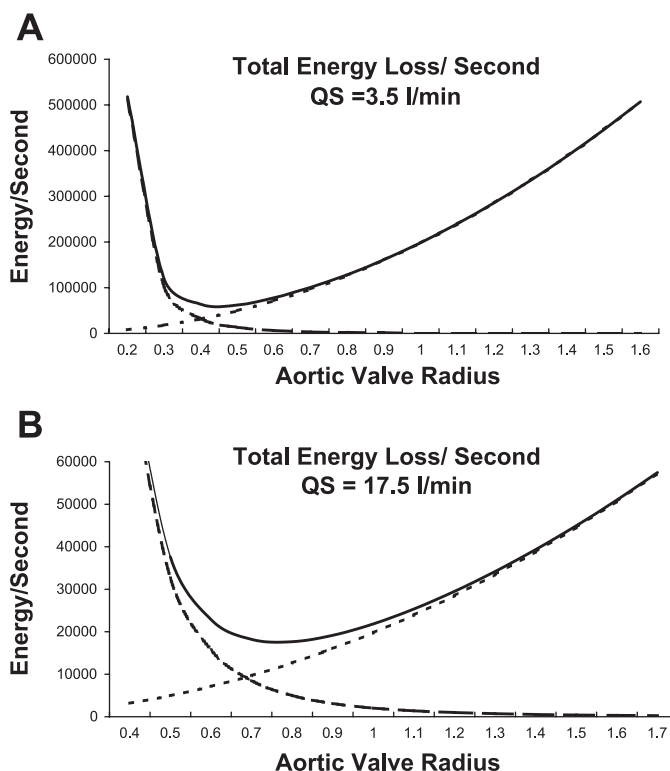 A
Total Energy Loss/ Second
QS =3.5 l/min
Energy/Second
600000
500000
400000
300000
200000
100000
0
0.2 0.3 0.4 0.5 0.6 0.7 0.8 0.9 1 1.1 1.2 1.3 1.4 1.5 1.6
Aortic Valve Radius
B
Total Energy Loss/ Second
QS = 17.5 l/min
Energy/Second
60000
50000
40000
30000
20000
10000
0
0.4 0.5 0.6 0.7 0.8 0.9 1 1.1 1.2 1.3 1.4 1.5 1.6 1.7
Aortic Valve Radius